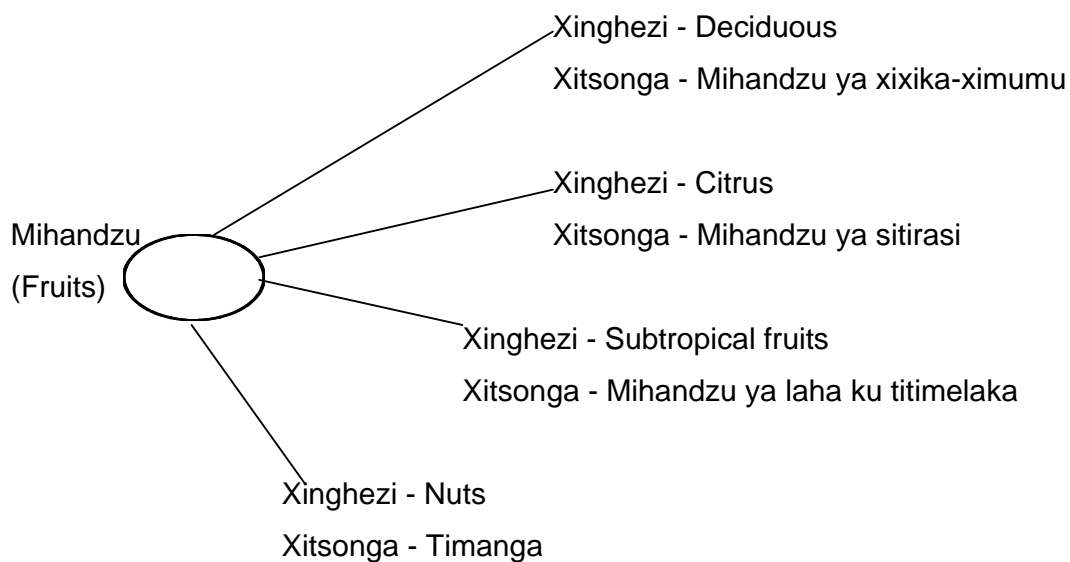 Xinghezi - Deciduous
Xitsonga - Mihandzu ya xixika-ximumu
Xinghezi - Citrus
Xitsonga - Mihandzu ya sitirasi
Mihandzu
(Fruits)
Xinghezi - Subtropical fruits
Xitsonga - Mihandzu ya laha ku titimelaka
Xinghezi - Nuts
Xitsonga - Timanga